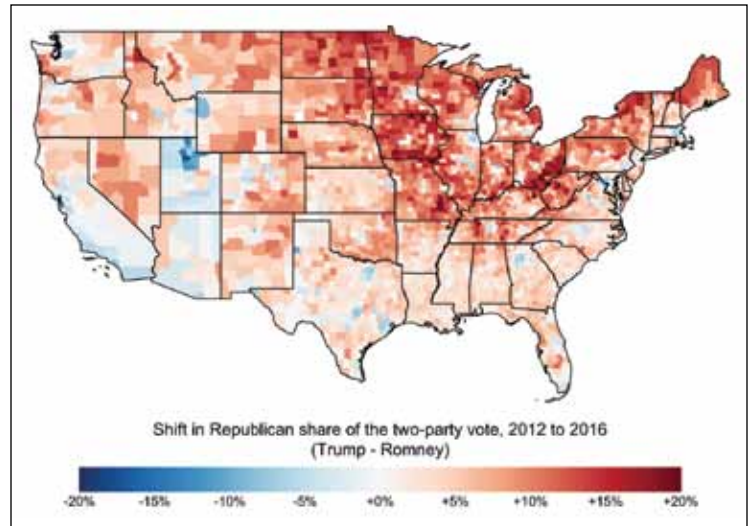 Shift in Republican share of the two-party vote, 2012 to 2016
(Trump - Romney)
-20% -15% -10% -5% +0% +5% +10% +15% +20%